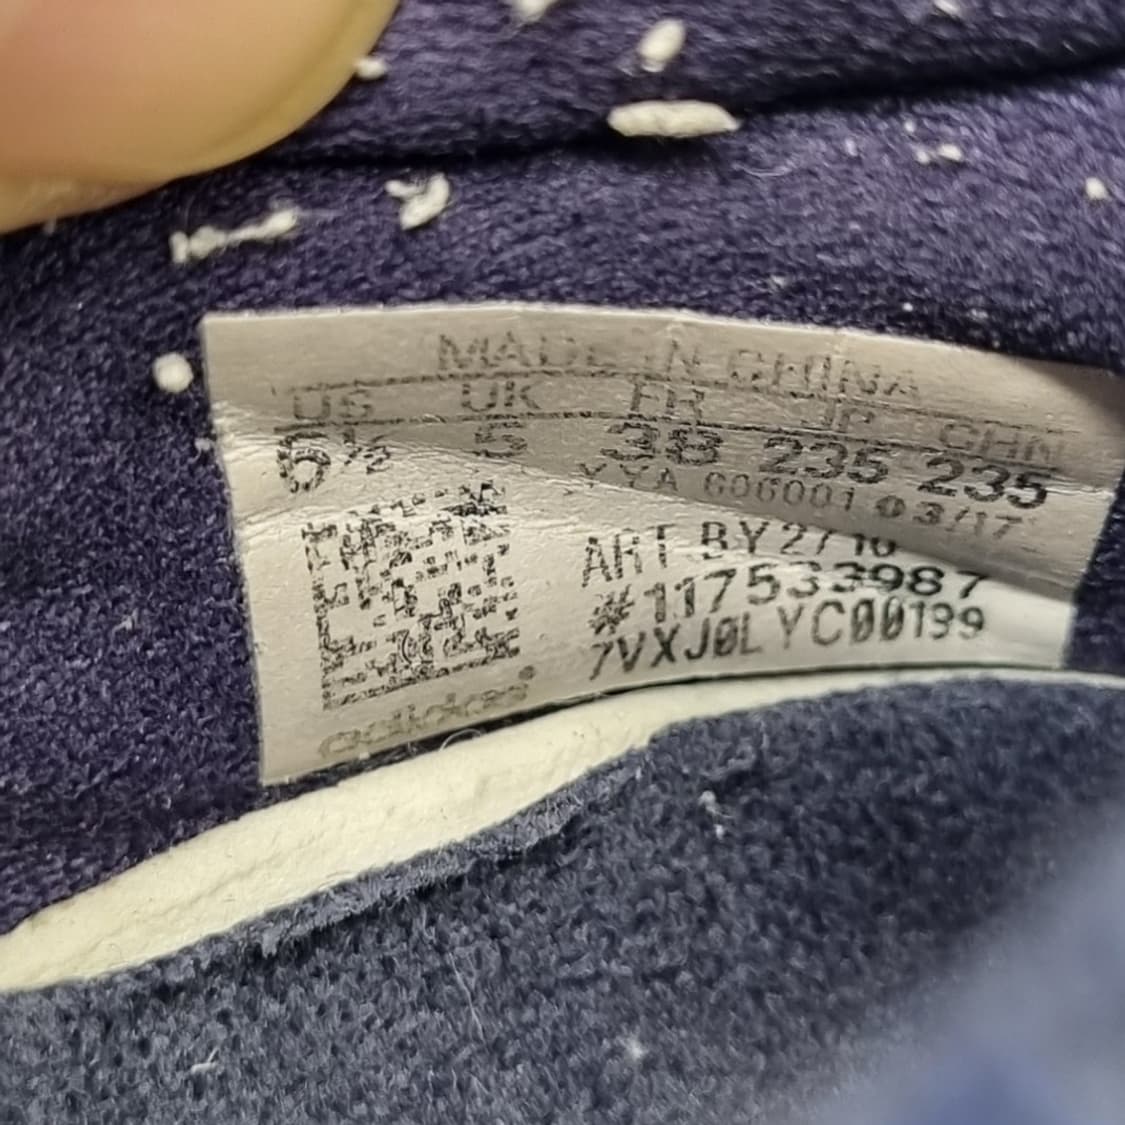 MADE IN CHINA
US UK FR JP CHN
6½ 5 38 235 235
YYA 606001 03/17
ART BY2710
#117533987
7VXJ0LYC00199
adidas®